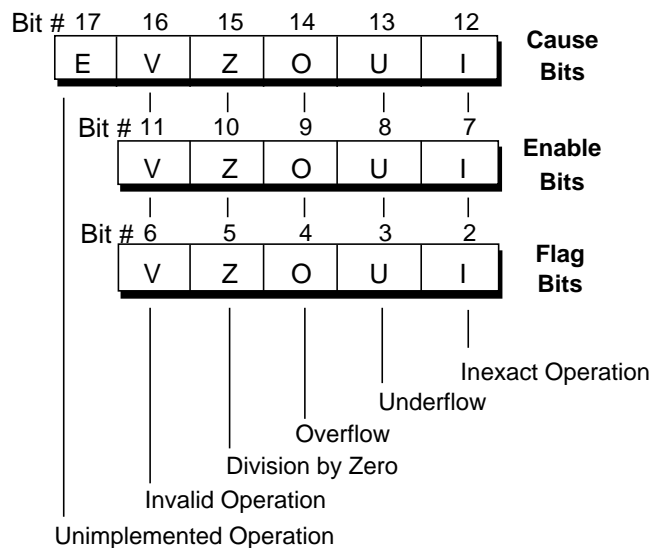 Bit # 17 16 15 14 13 12
E V Z O U I
Cause
Bits
Bit # 11 10 9 8 7
V Z O U I
Enable
Bits
Bit # 6 5 4 3 2
V Z O U I
Flag
Bits
Inexact Operation
Underflow
Overflow
Division by Zero
Invalid Operation
Unimplemented Operation